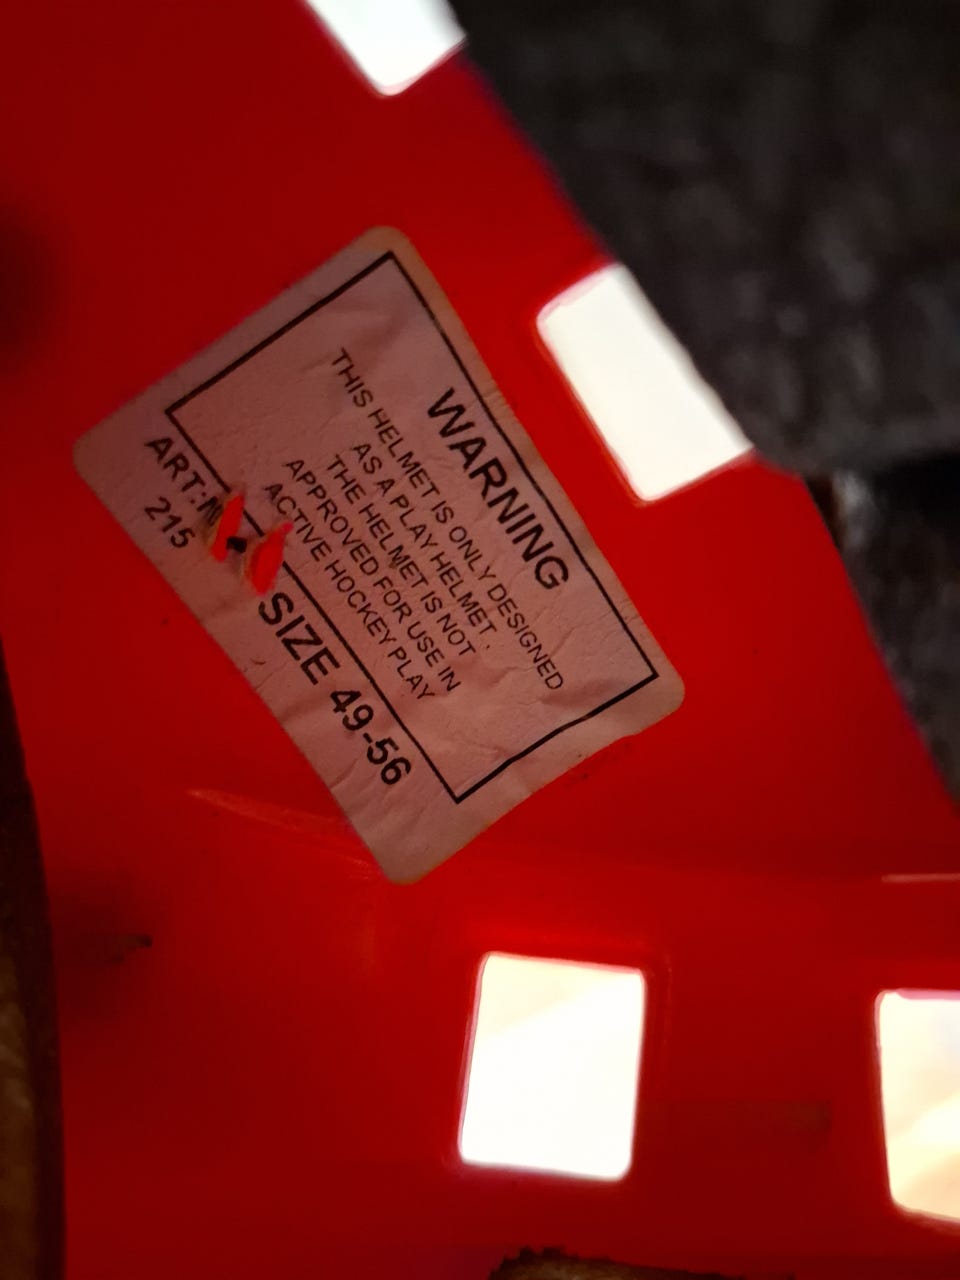 WARNING
THIS HELMET IS ONLY DESIGNED
AS A PLAY HELMET.
THE HELMET IS NOT
APPROVED FOR USE IN
ACTIVE HOCKEY PLAY
ART:
215
SIZE 49-56